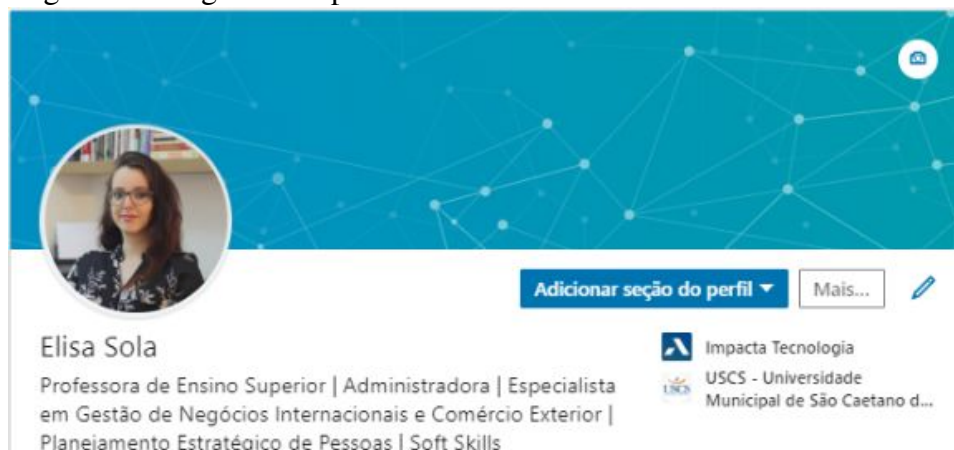 Adicionar seção do perfil
Mais...
Elisa Sola
Professora de Ensino Superior | Administradora | Especialista
em Gestão de Negócios Internacionais e Comércio Exterior |
Planejamento Estratégico de Pessoas | Soft Skills
Impacta Tecnologia
USCS
USCS - Universidade
Municipal de São Caetano d...